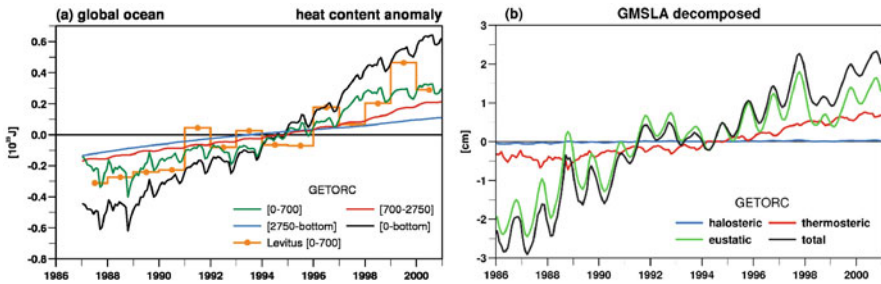 (a) global ocean heat content anomaly
0.6
0.4
0.2
0.0
-0.2
-0.4
-0.6
GETORC
[0-700] [700-2750]
[2750-bottom] [0-bottom]
Levitus [0-700]
1986 1988 1990 1992 1994 1996 1998 2000
(b) GMSLA decomposed
3
2
1
0
-1
-2
-3
[cm]
GETORC
halosteric thermosteric
eustatic total
1986 1988 1990 1992 1994 1996 1998 2000